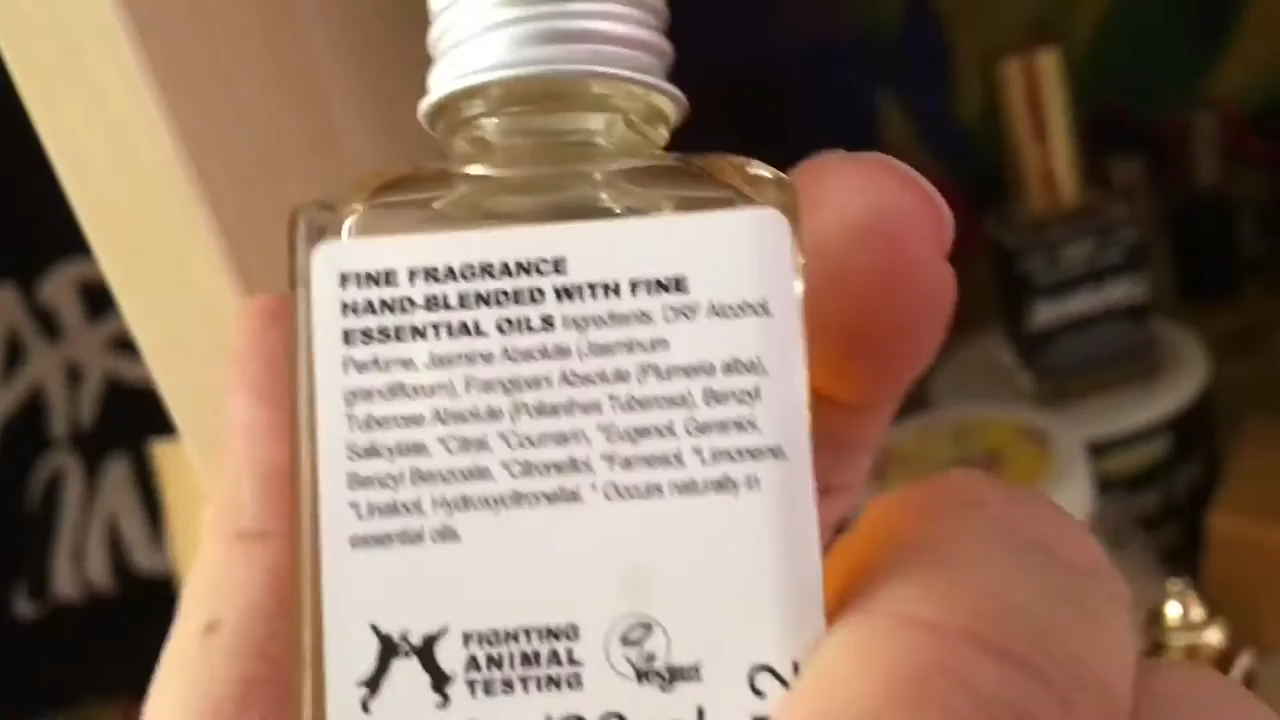 FINE FRAGRANCE
HAND-BLENDED WITH FINE
ESSENTIAL OILS Ingredients: DRF Alcohol,
Perfume, Jasmine Absolute (Jasminum
grandiflorum), Frangipani Absolute (Plumeria alba),
Tuberose Absolute (Polianthes Tuberosa), Benzyl
Salicylate, *Citral, *Coumarin, *Eugenol, Geraniol,
Benzyl Benzoate, *Citronellol, *Farnesol, *Limonene,
*Linalool, Hydroxycitronellal. * Occurs naturally in
essential oils.
FIGHTING
ANIMAL
TESTING
Vegan